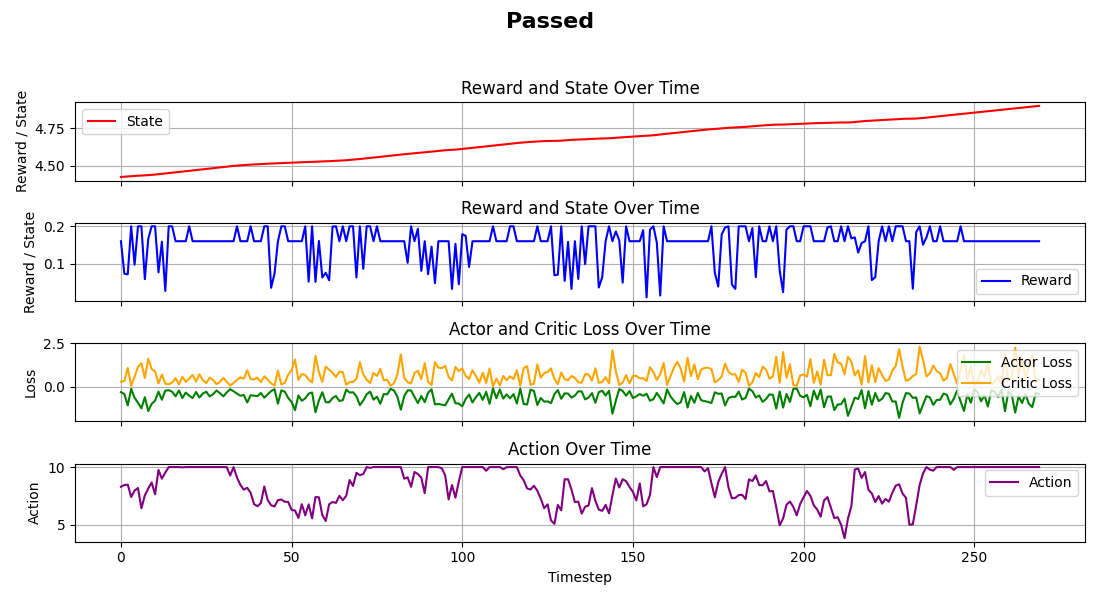 Passed
Reward and State Over Time
Reward / State
4.75
4.50
State
Reward and State Over Time
Reward / State
0.2
0.1
Reward
Actor and Critic Loss Over Time
Loss
2.5
0.0
Actor Loss
Critic Loss
Action Over Time
Action
10
5
Action
0 50 100 150 200 250
Timestep